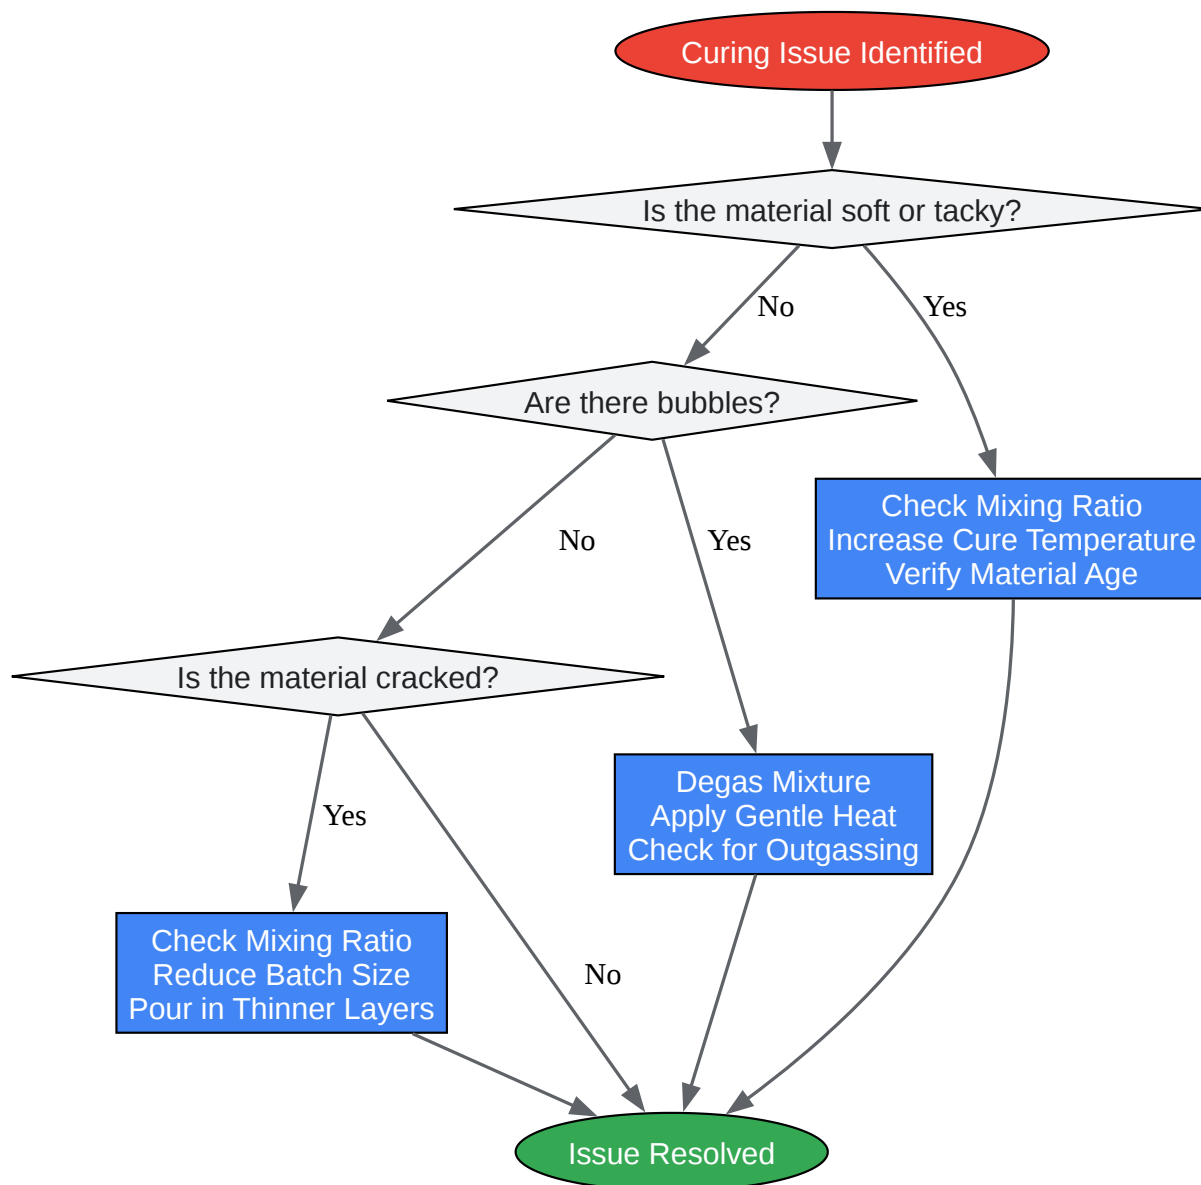 Curing Issue Identified
Is the material soft or tacky?
No
Yes
Are there bubbles?
Check Mixing Ratio
Increase Cure Temperature
Verify Material Age
No
Yes
Is the material cracked?
Degas Mixture
Apply Gentle Heat
Check for Outgassing
Yes
Check Mixing Ratio
Reduce Batch Size
Pour in Thinner Layers
No
Issue Resolved